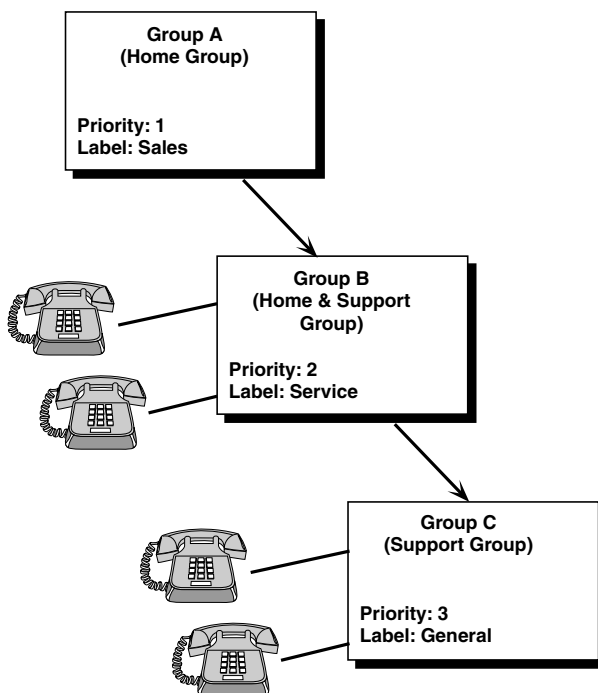 Group A
(Home Group)
Priority: 1
Label: Sales
Group B
(Home & Support
Group)
Priority: 2
Label: Service
Group C
(Support Group)
Priority: 3
Label: General